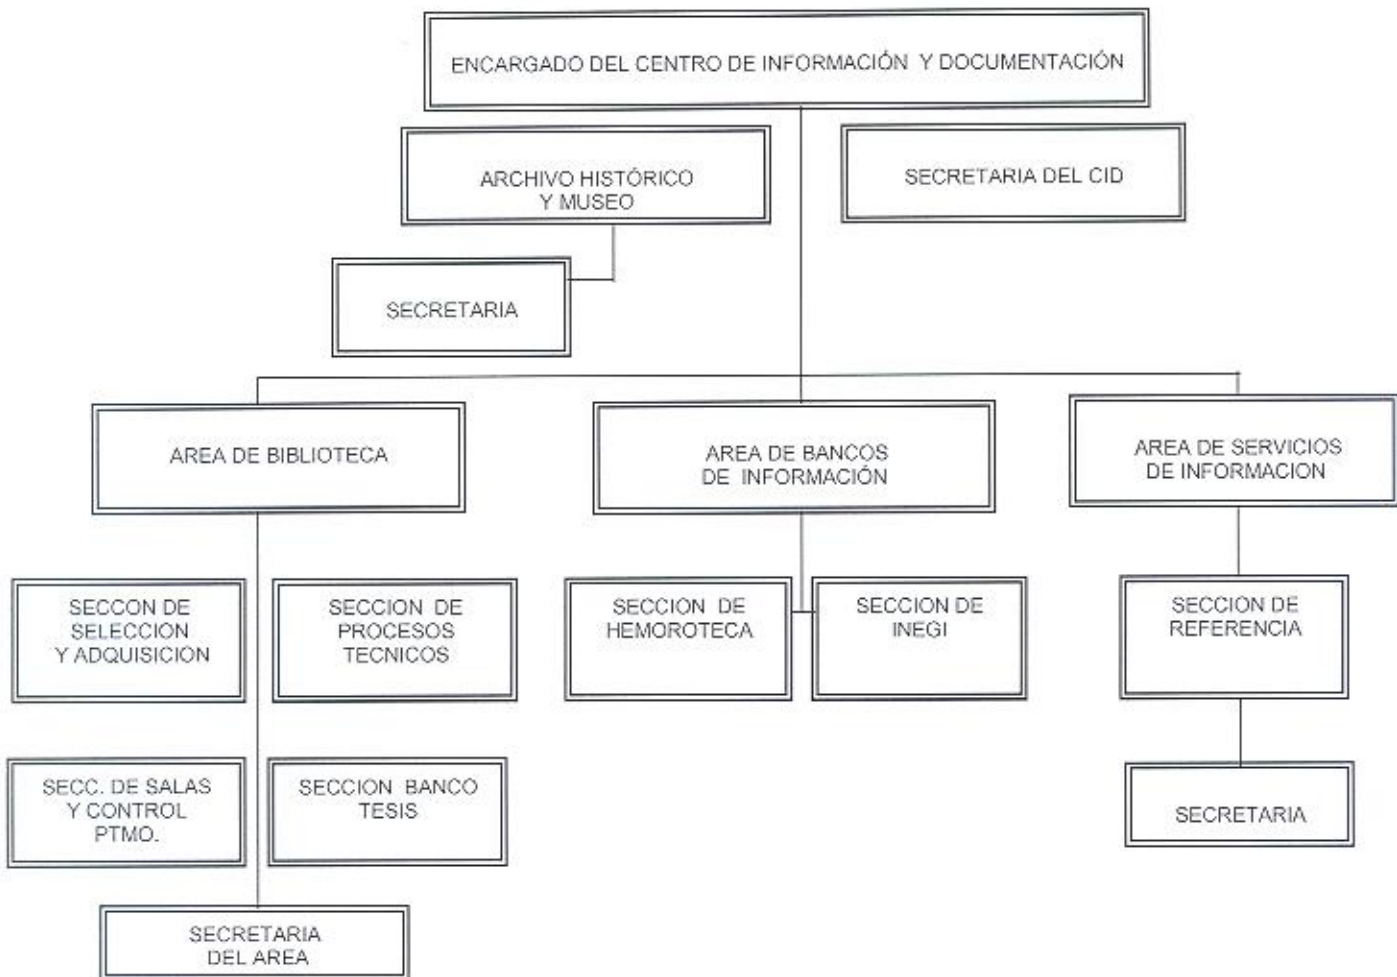 ENCARGADO DEL CENTRO DE INFORMACIÓN Y DOCUMENTACIÓN
ARCHIVO HISTÓRICO
Y MUSEO
SECRETARIA DEL CID
SECRETARIA
AREA DE BIBLIOTECA
AREA DE BANCOS
DE INFORMACIÓN
AREA DE SERVICIOS
DE INFORMACION
SECCON DE
SELECCION
Y ADQUISICION
SECCION DE
PROCESOS
TECNICOS
SECCION DE
HEMOROTECA
SECCION DE
INEGI
SECCION DE
REFERENCIA
SECC. DE SALAS
Y CONTROL
PTMO.
SECCION BANCO
TESIS
SECRETARIA
SECRETARIA
DEL AREA